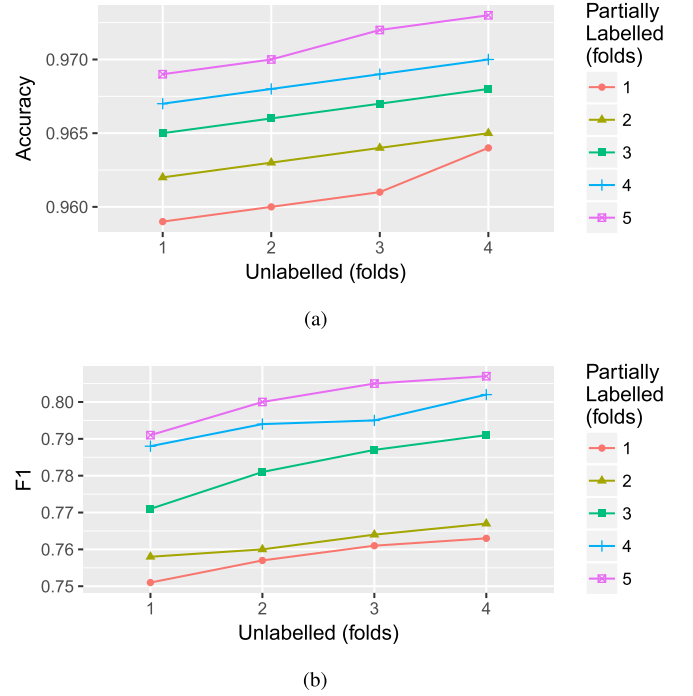 Accuracy
0.970
0.965
0.960
1 2 3 4
Unlabelled (folds)
Partially
Labelled
(folds)
1
2
3
4
5
(a)
F1
0.80
0.79
0.78
0.77
0.76
0.75
1 2 3 4
Unlabelled (folds)
Partially
Labelled
(folds)
1
2
3
4
5
(b)